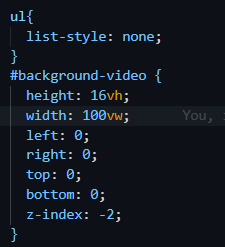 ul{
list-style: none;
}
#background-video {
height: 16vh;
width: 100vw; You,
left: 0;
right: 0;
top: 0;
bottom: 0;
z-index: -2;
}